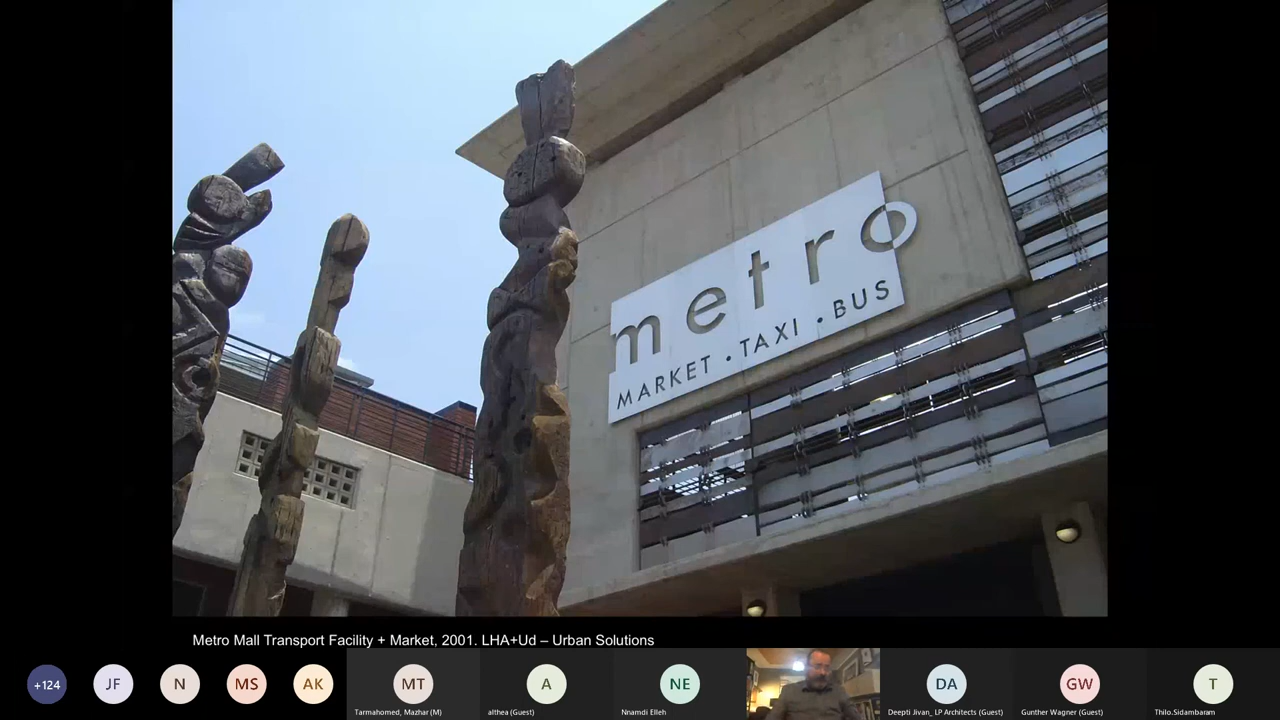 metro
MARKET • TAXI • BUS
Metro Mall Transport Facility + Market, 2001. LHA+Ud – Urban Solutions
+124
JF
N
MS
AK
MT
A
NE
DA
GW
T
Tarmahomed, Mazhar (M)
althea (Guest)
Nnamdi Elleh
Deepti Jivan_ LP Architects (Guest)
Gunther Wagner (Guest)
Thilo.Sidambaram